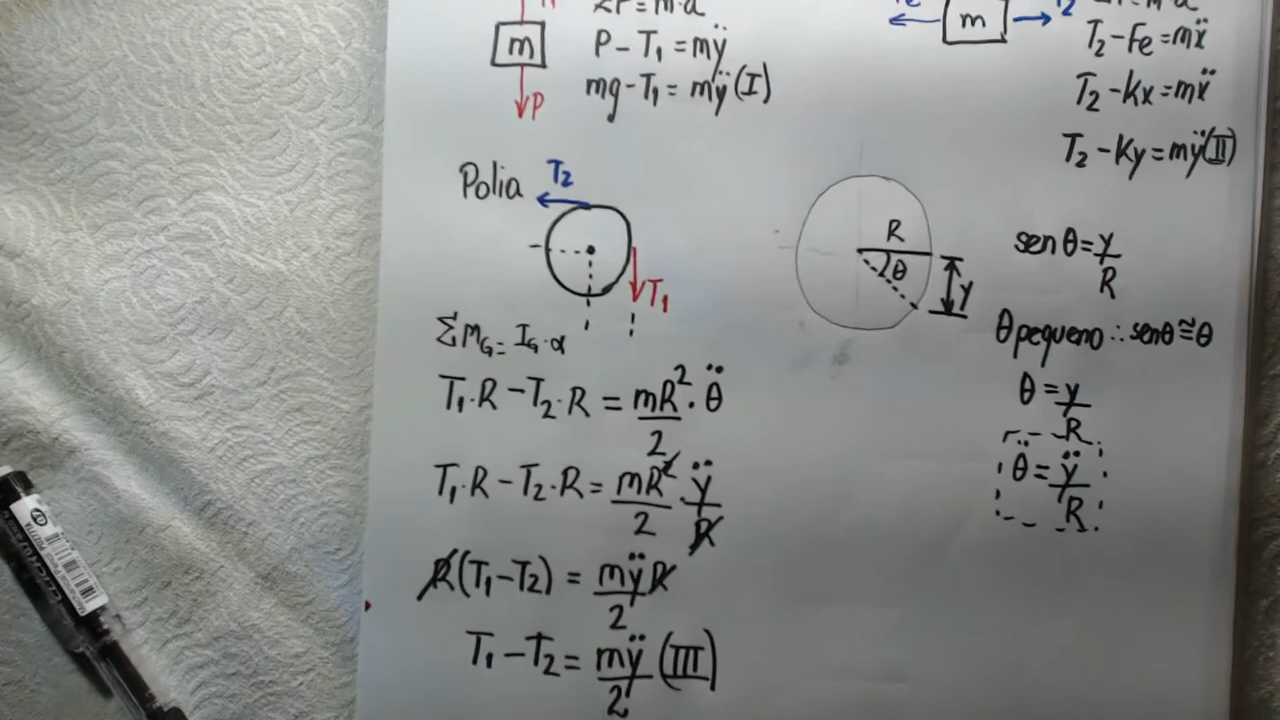 ΣF = m·a
m
P - T₁ = mÿ
mg - T₁ = mÿ (I)
P
m
T₂ - Fe = mẍ
T₂ - kx = mẍ
T₂ - Ky = mÿ (II)
Polia
T₂
T₁
ΣM_G = I_G·α
T₁·R - T₂·R = mR²/2 · θ̈
T₁·R - T₂·R = mR²/2 ÿ/R
R(T₁ - T₂) = mÿR/2
T₁ - T₂ = mÿ/2 (III)
R
θ
y
sen θ = y/R
θ pequeno ∴ senθ ≅ θ
θ = y/R
θ̈ = ÿ/R